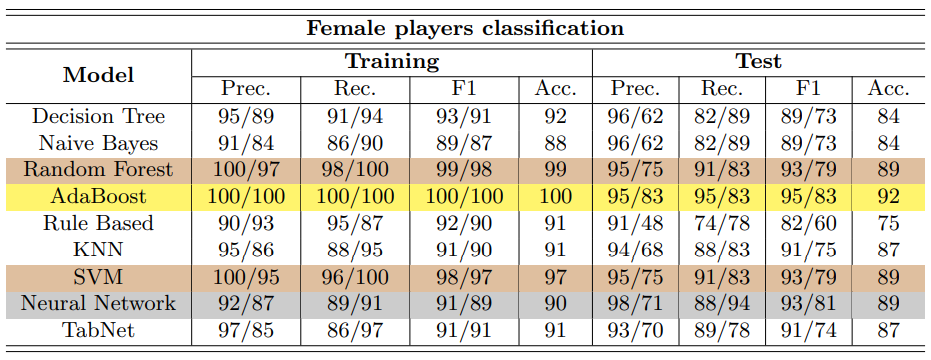 Female players classification
Model Training Test
Prec. Rec. F1 Acc. Prec. Rec. F1 Acc.
Decision Tree 95/89 91/94 93/91 92 96/62 82/89 89/73 84
Naive Bayes 91/84 86/90 89/87 88 96/62 82/89 89/73 84
Random Forest 100/97 98/100 99/98 99 95/75 91/83 93/79 89
AdaBoost 100/100 100/100 100/100 100 95/83 95/83 95/83 92
Rule Based 90/93 95/87 92/90 91 91/48 74/78 82/60 75
KNN 95/86 88/95 91/90 91 94/68 88/83 91/75 87
SVM 100/95 96/100 98/97 97 95/75 91/83 93/79 89
Neural Network 92/87 89/91 91/89 90 98/71 88/94 93/81 89
TabNet 97/85 86/97 91/91 91 93/70 89/78 91/74 87